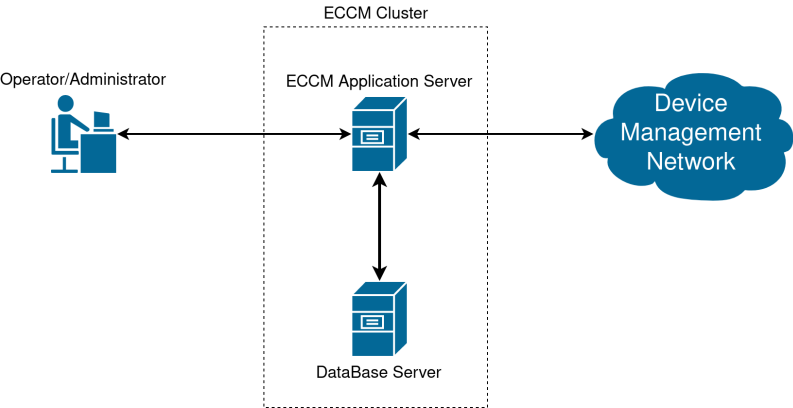 ECCM Cluster
Operator/Administrator
ECCM Application Server
Device
Management
Network
DataBase Server